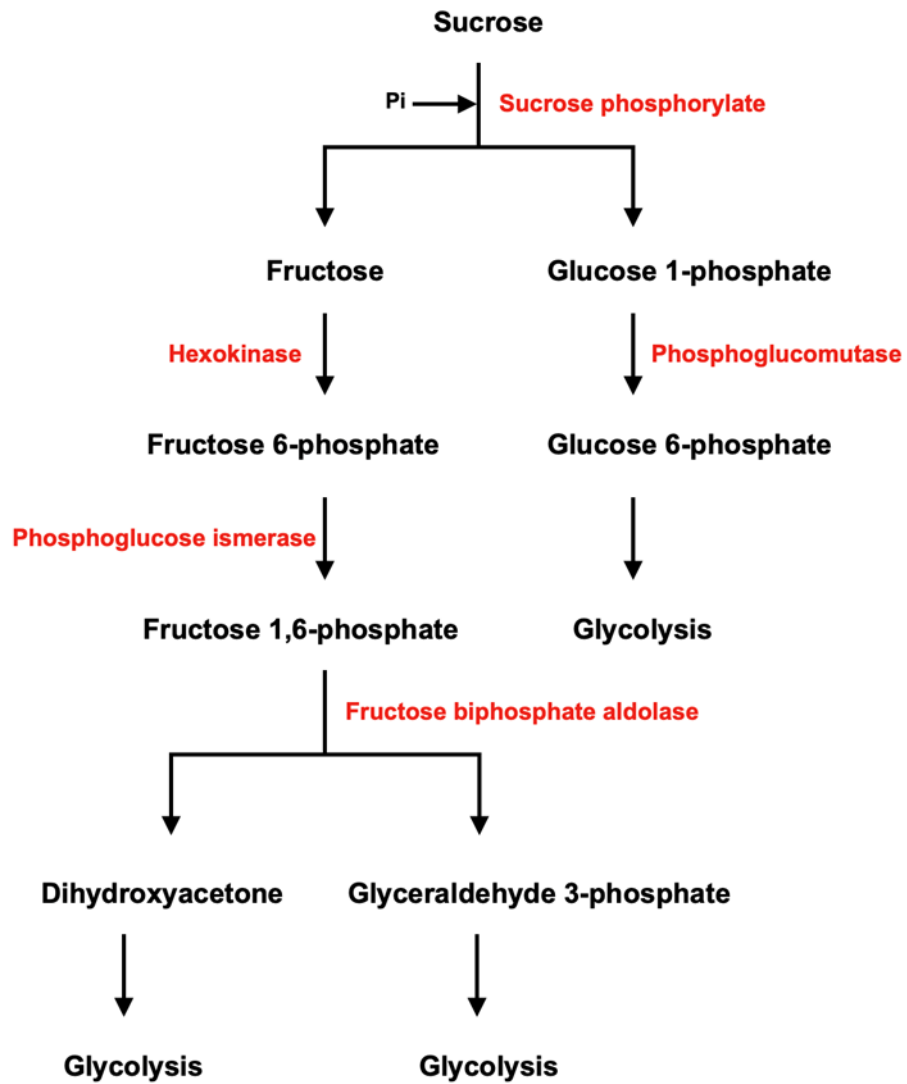 Sucrose
Pi
Sucrose phosphorylate
Fructose
Glucose 1-phosphate
Hexokinase
Phosphoglucomutase
Fructose 6-phosphate
Glucose 6-phosphate
Phosphoglucose ismerase
Fructose 1,6-phosphate
Glycolysis
Fructose biphosphate aldolase
Dihydroxyacetone
Glyceraldehyde 3-phosphate
Glycolysis
Glycolysis